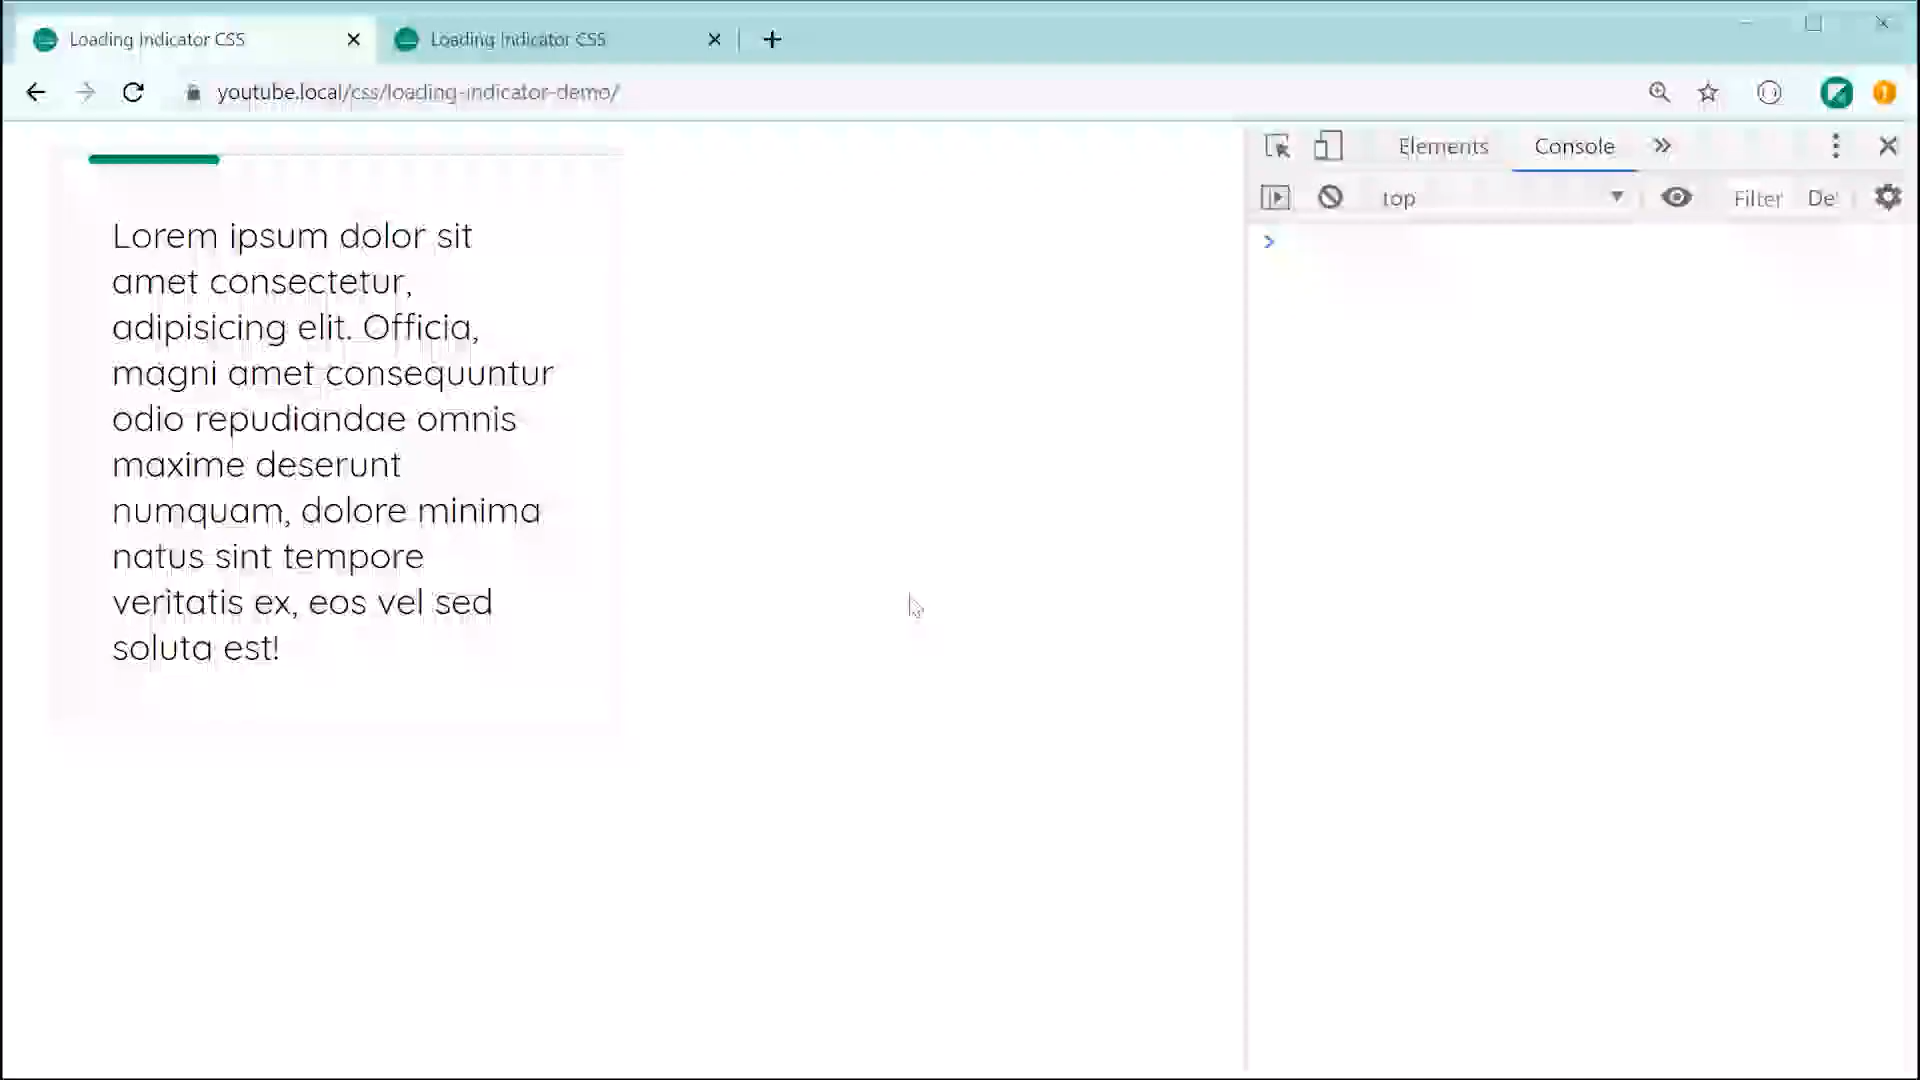 Loading Indicator CSS
Loading Indicator CSS
youtube.local/css/loading-indicator-demo/
Elements
Console
top
Filter
De
Lorem ipsum dolor sit
amet consectetur,
adipisicing elit. Officia,
magni amet consequuntur
odio repudiandae omnis
maxime deserunt
numquam, dolore minima
natus sint tempore
veritatis ex, eos vel sed
soluta est!